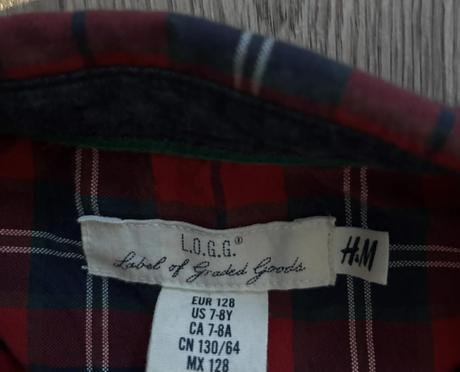 L.O.G.G.®
Label of Graded Goods
H&M
EUR 128
US 7-8Y
CA 7-8A
CN 130/64
MX 128